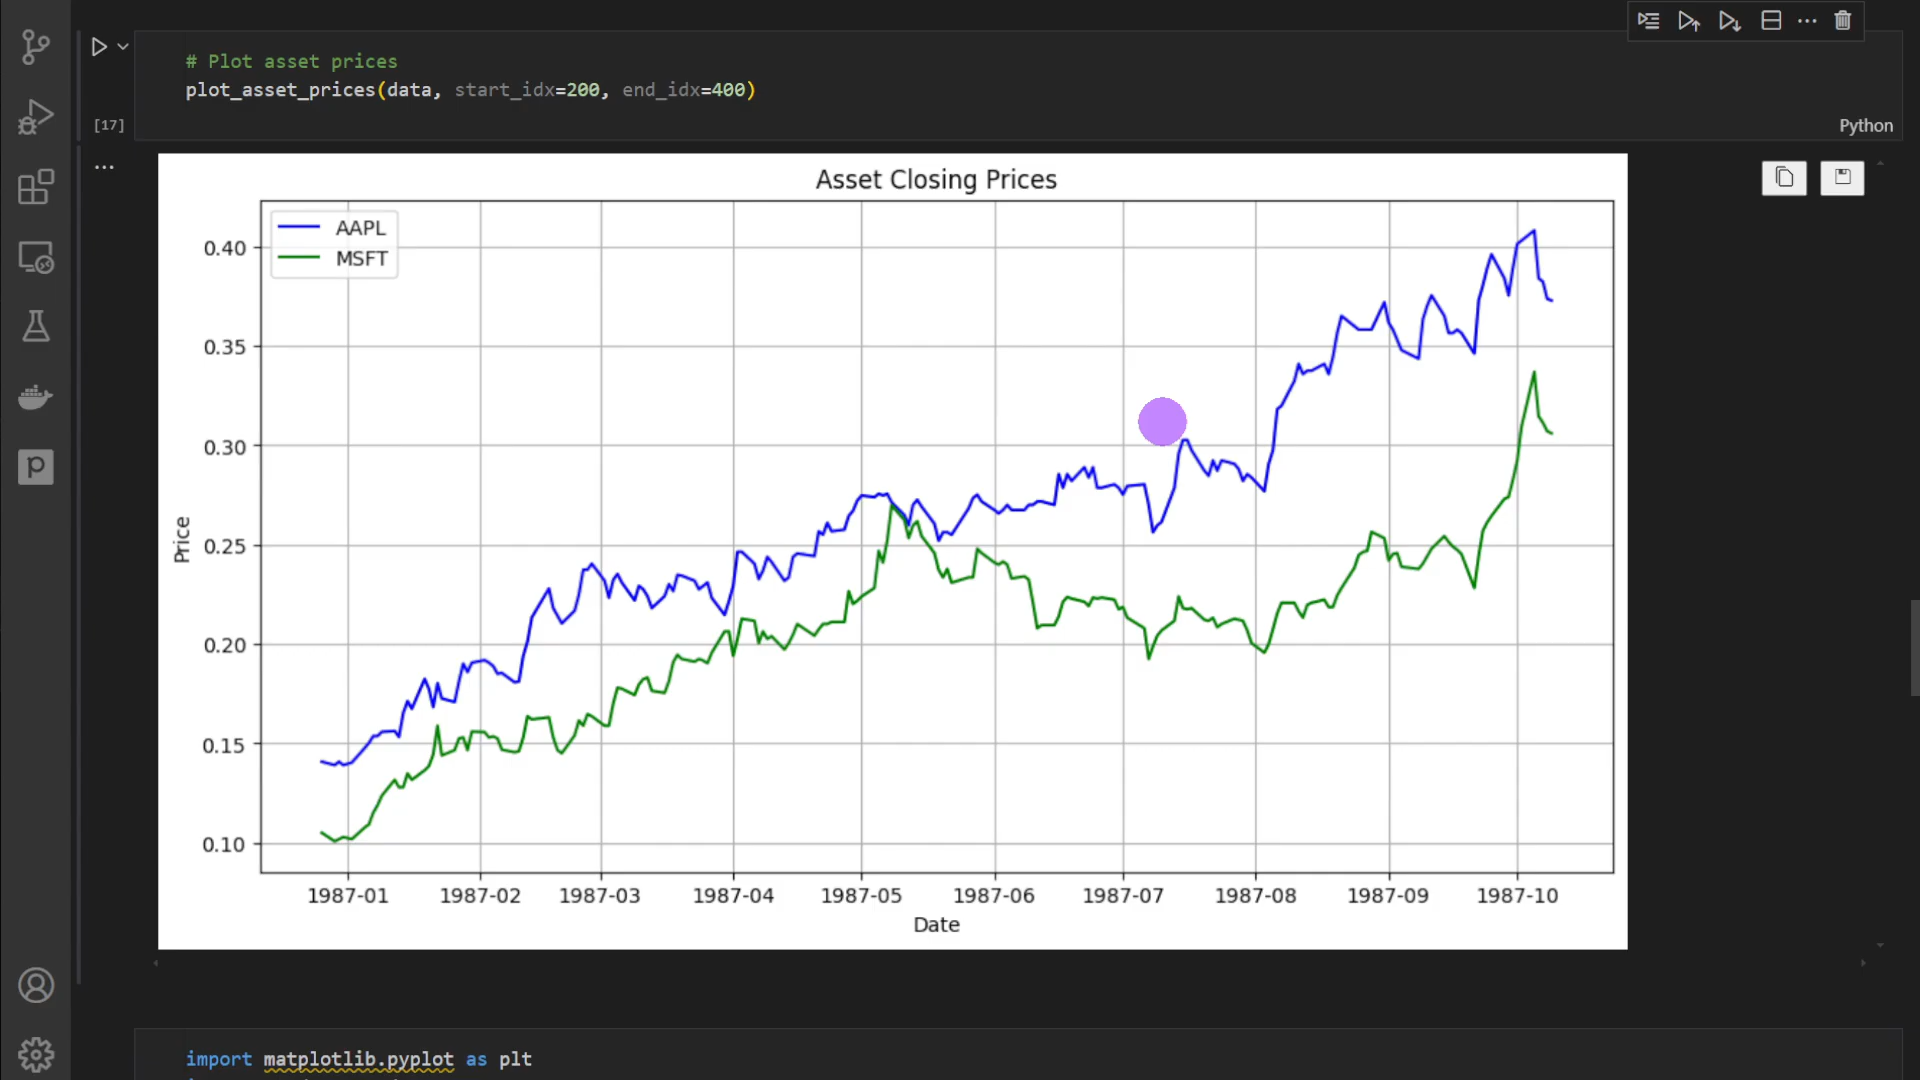 # Plot asset prices
plot_asset_prices(data, start_idx=200, end_idx=400)
[17]
Python
Asset Closing Prices
AAPL
MSFT
0.40
0.35
0.30
0.25
0.20
0.15
0.10
Price
1987-01 1987-02 1987-03 1987-04 1987-05 1987-06 1987-07 1987-08 1987-09 1987-10
Date
import matplotlib.pyplot as plt